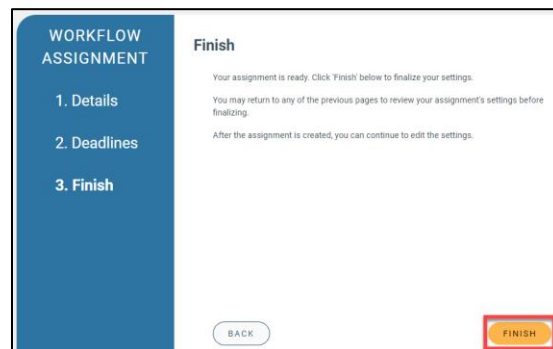 WORKFLOW
ASSIGNMENT
1. Details
2. Deadlines
3. Finish
Finish
Your assignment is ready. Click 'Finish' below to finalize your settings.
You may return to any of the previous pages to review your assignment's settings before
finalizing.
After the assignment is created, you can continue to edit the settings.
BACK
FINISH